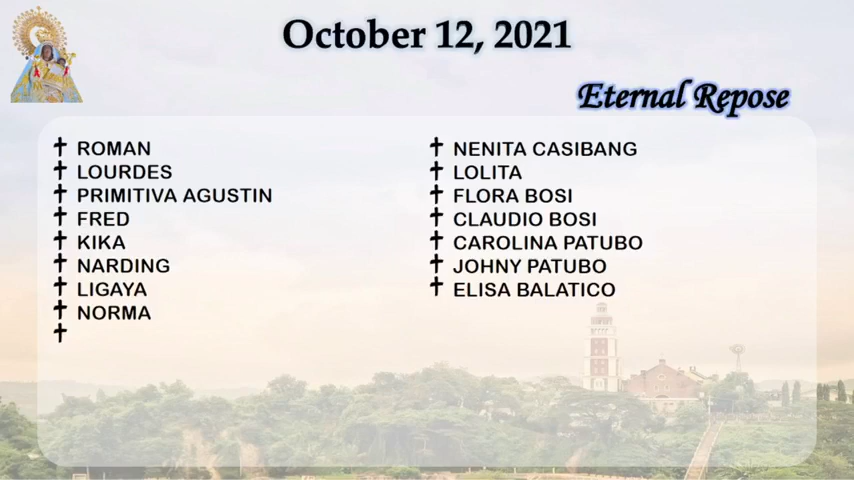 October 12, 2021
Eternal Repose
✝ ROMAN
✝ LOURDES
✝ PRIMITIVA AGUSTIN
✝ FRED
✝ KIKA
✝ NARDING
✝ LIGAYA
✝ NORMA
✝
✝ NENITA CASIBANG
✝ LOLITA
✝ FLORA BOSI
✝ CLAUDIO BOSI
✝ CAROLINA PATUBO
✝ JOHNY PATUBO
✝ ELISA BALATICO